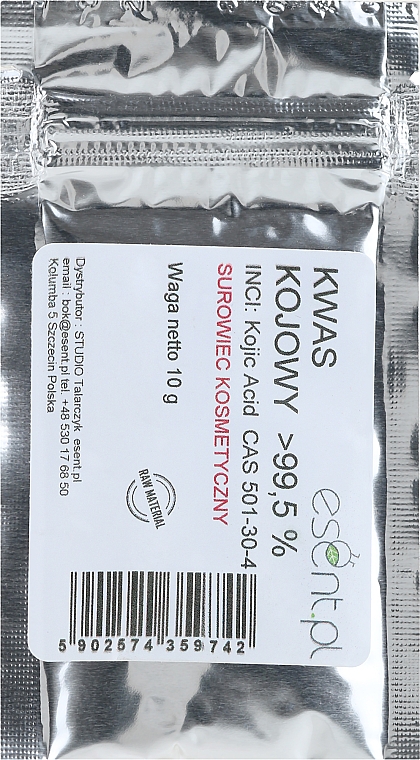 esent.pl
KWAS
KOJOWY >99,5 %
INCI: Kojic Acid CAS 501-30-4
SUROWIEC KOSMETYCZNY
Waga netto 10 g
RAW MATERIAL
Dystrybutor : STUDIO Talarczyk esent.pl
email : bok@esent.pl tel. +48 530 17 68 50
Kolumba 5 Szczecin Polska
5 902574 359742